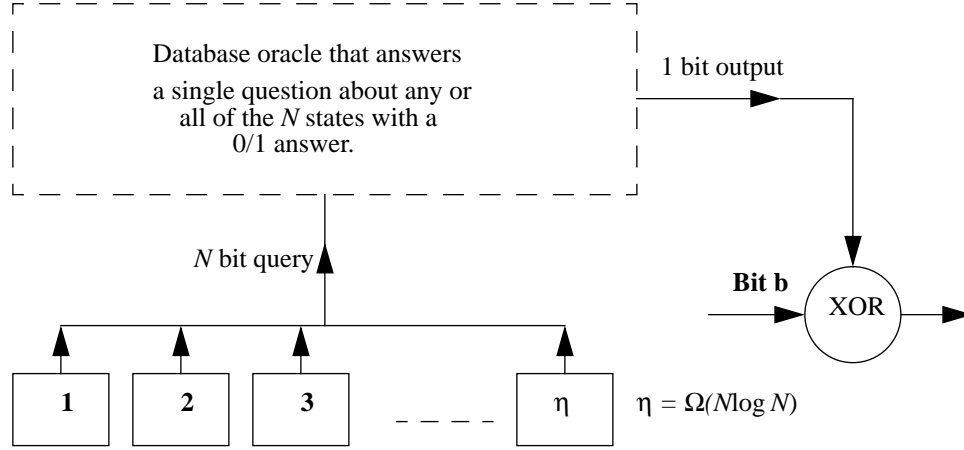 Database oracle that answers
a single question about any or
all of the N states with a
0/1 answer.
1 bit output
N bit query
Bit b
XOR
1
2
3
η
η = Ω(Nlog N)